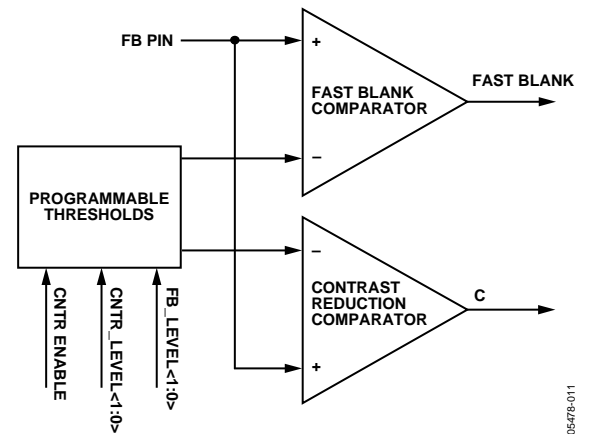 FB PIN
+
FAST BLANK
COMPARATOR
–
FAST BLANK
PROGRAMMABLE
THRESHOLDS
–
CONTRAST
REDUCTION
COMPARATOR
+
C
CNTR ENABLE
CNTR_LEVEL<1:0>
FB_LEVEL<1:0>
05478-011